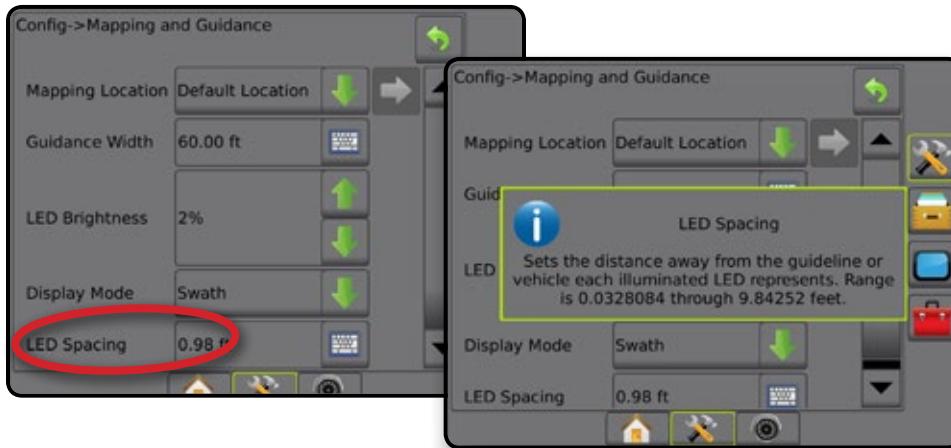 Config->Mapping and Guidance
Mapping Location Default Location
Guidance Width 60.00 ft
LED Brightness 2%
Display Mode Swath
LED Spacing 0.98 ft
Config->Mapping and Guidance
Mapping Location Default Location
Guid
LED Spacing
LED
Sets the distance away from the guideline or
vehicle each illuminated LED represents. Range
is 0.0328084 through 9.84252 feet.
Display Mode Swath
LED Spacing 0.98 ft